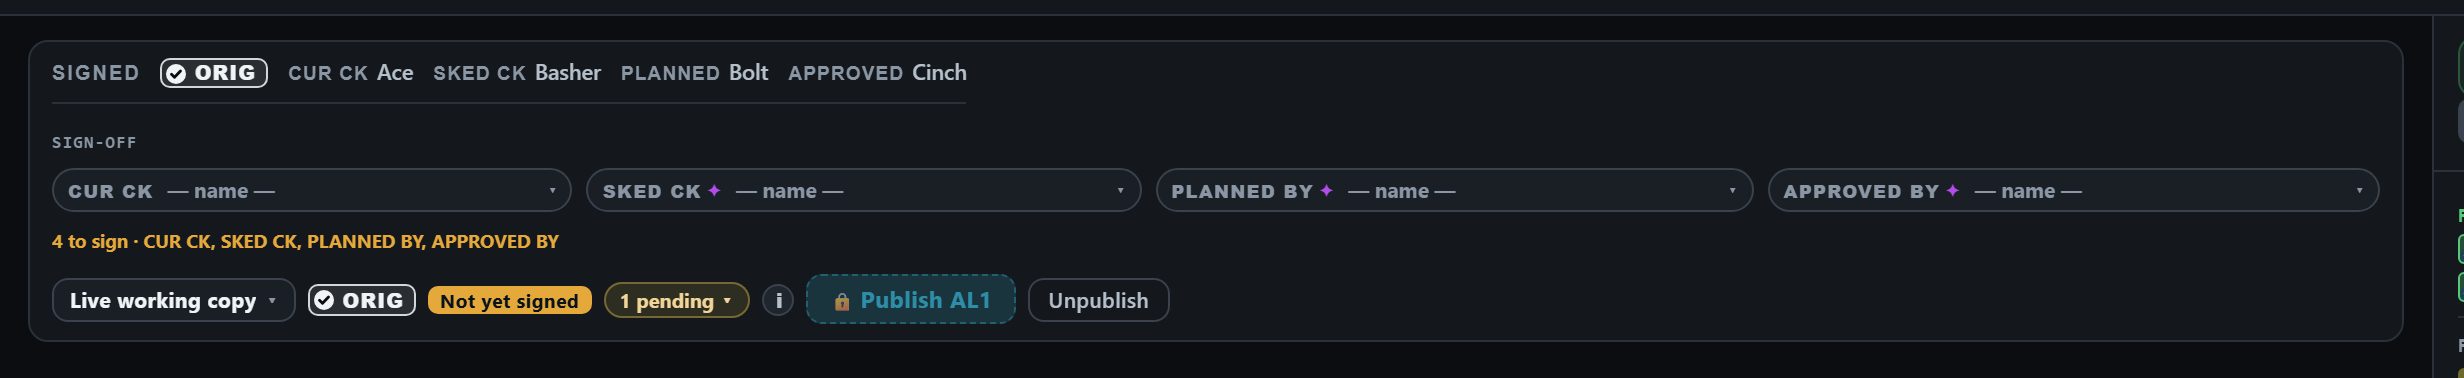 SIGNED ORIG CUR CK Ace SKED CK Basher PLANNED Bolt APPROVED Cinch
SIGN-OFF
CUR CK — name — SKED CK ✦ — name — PLANNED BY ✦ — name — APPROVED BY ✦ — name —
4 to sign · CUR CK, SKED CK, PLANNED BY, APPROVED BY
Live working copy ORIG Not yet signed 1 pending i Publish AL1 Unpublish